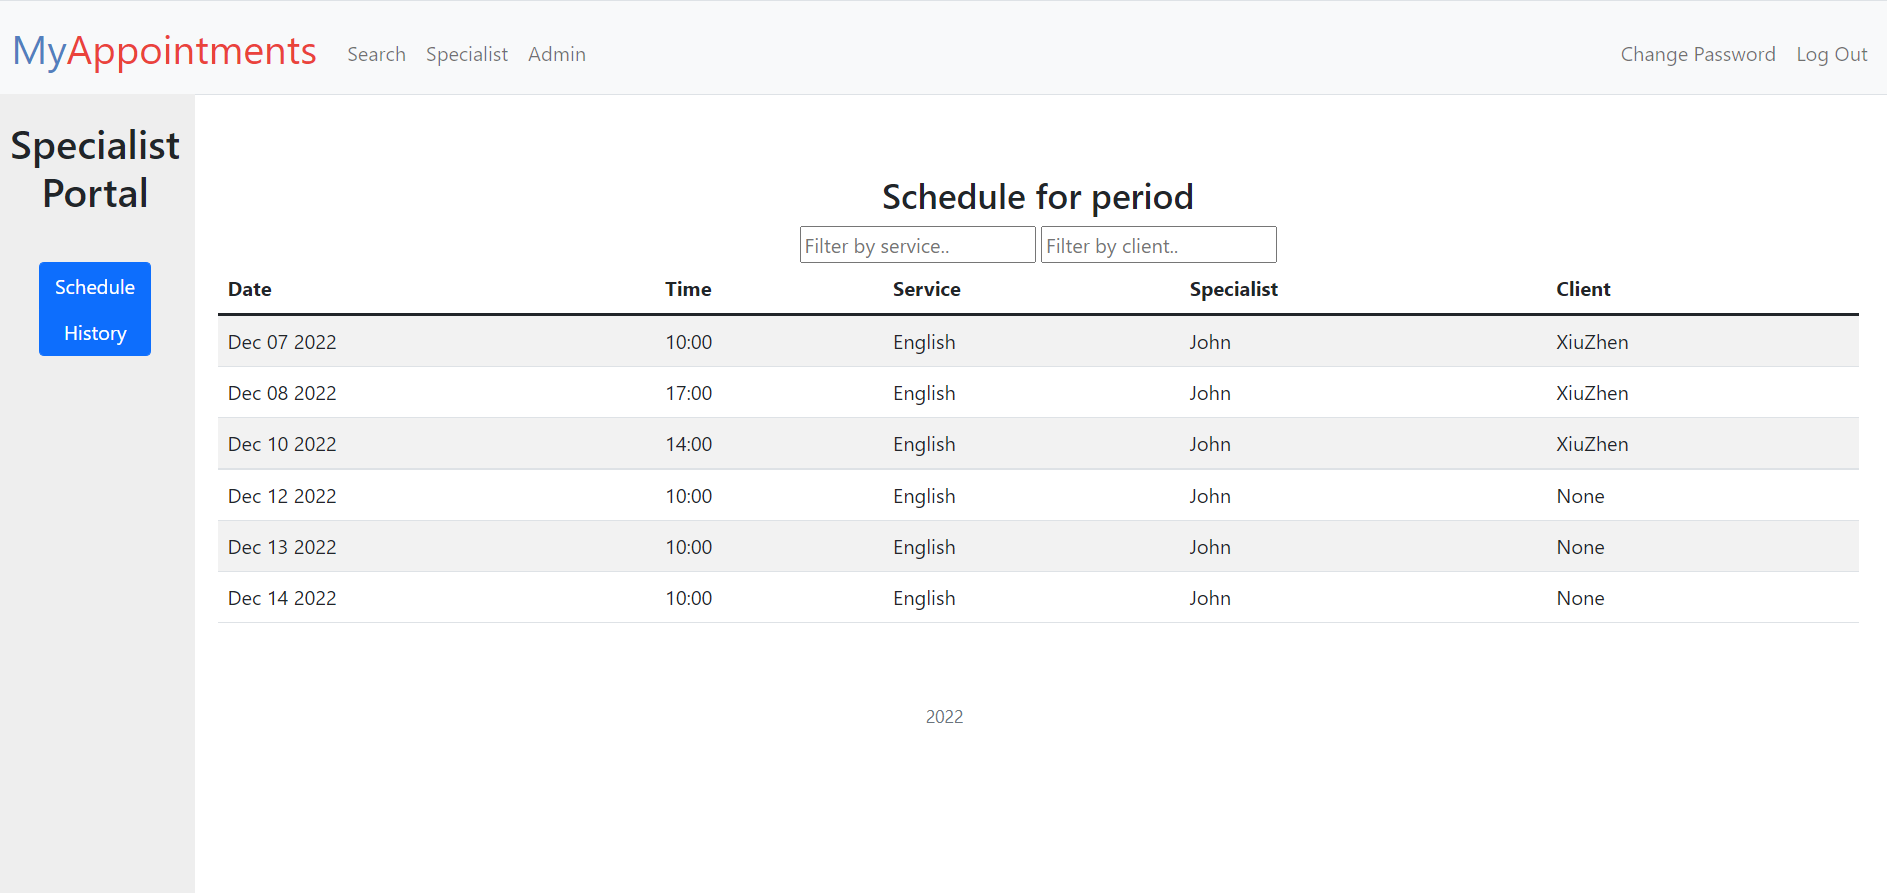 MyAppointments Search Specialist Admin Change Password Log Out
Specialist
Portal
Schedule
History
Schedule for period
Filter by service.. Filter by client..
Date Time Service Specialist Client
Dec 07 2022 10:00 English John XiuZhen
Dec 08 2022 17:00 English John XiuZhen
Dec 10 2022 14:00 English John XiuZhen
Dec 12 2022 10:00 English John None
Dec 13 2022 10:00 English John None
Dec 14 2022 10:00 English John None
2022